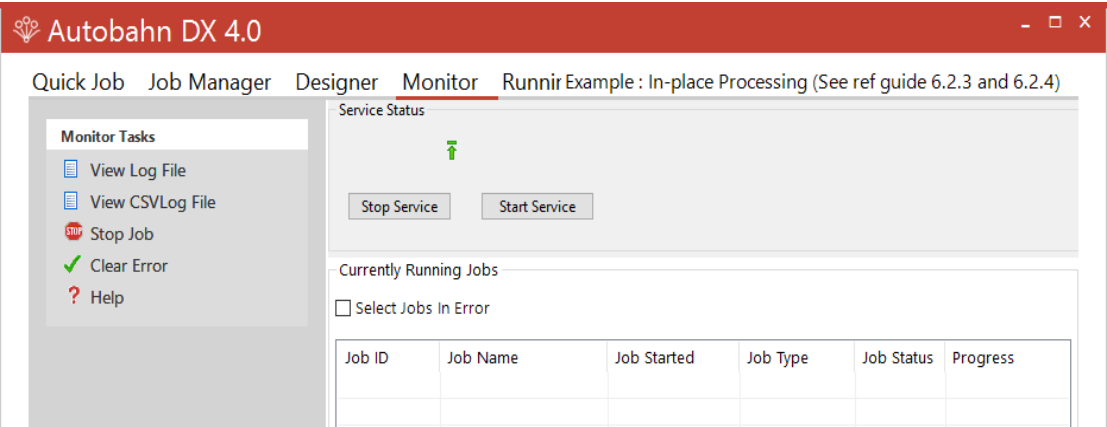 Autobahn DX 4.0
Quick Job Job Manager Designer Monitor Runnir Example : In-place Processing (See ref guide 6.2.3 and 6.2.4)
Monitor Tasks
View Log File
View CSVLog File
STOP Stop Job
Clear Error
? Help
Service Status
Stop Service Start Service
Currently Running Jobs
Select Jobs In Error
Job ID Job Name Job Started Job Type Job Status Progress